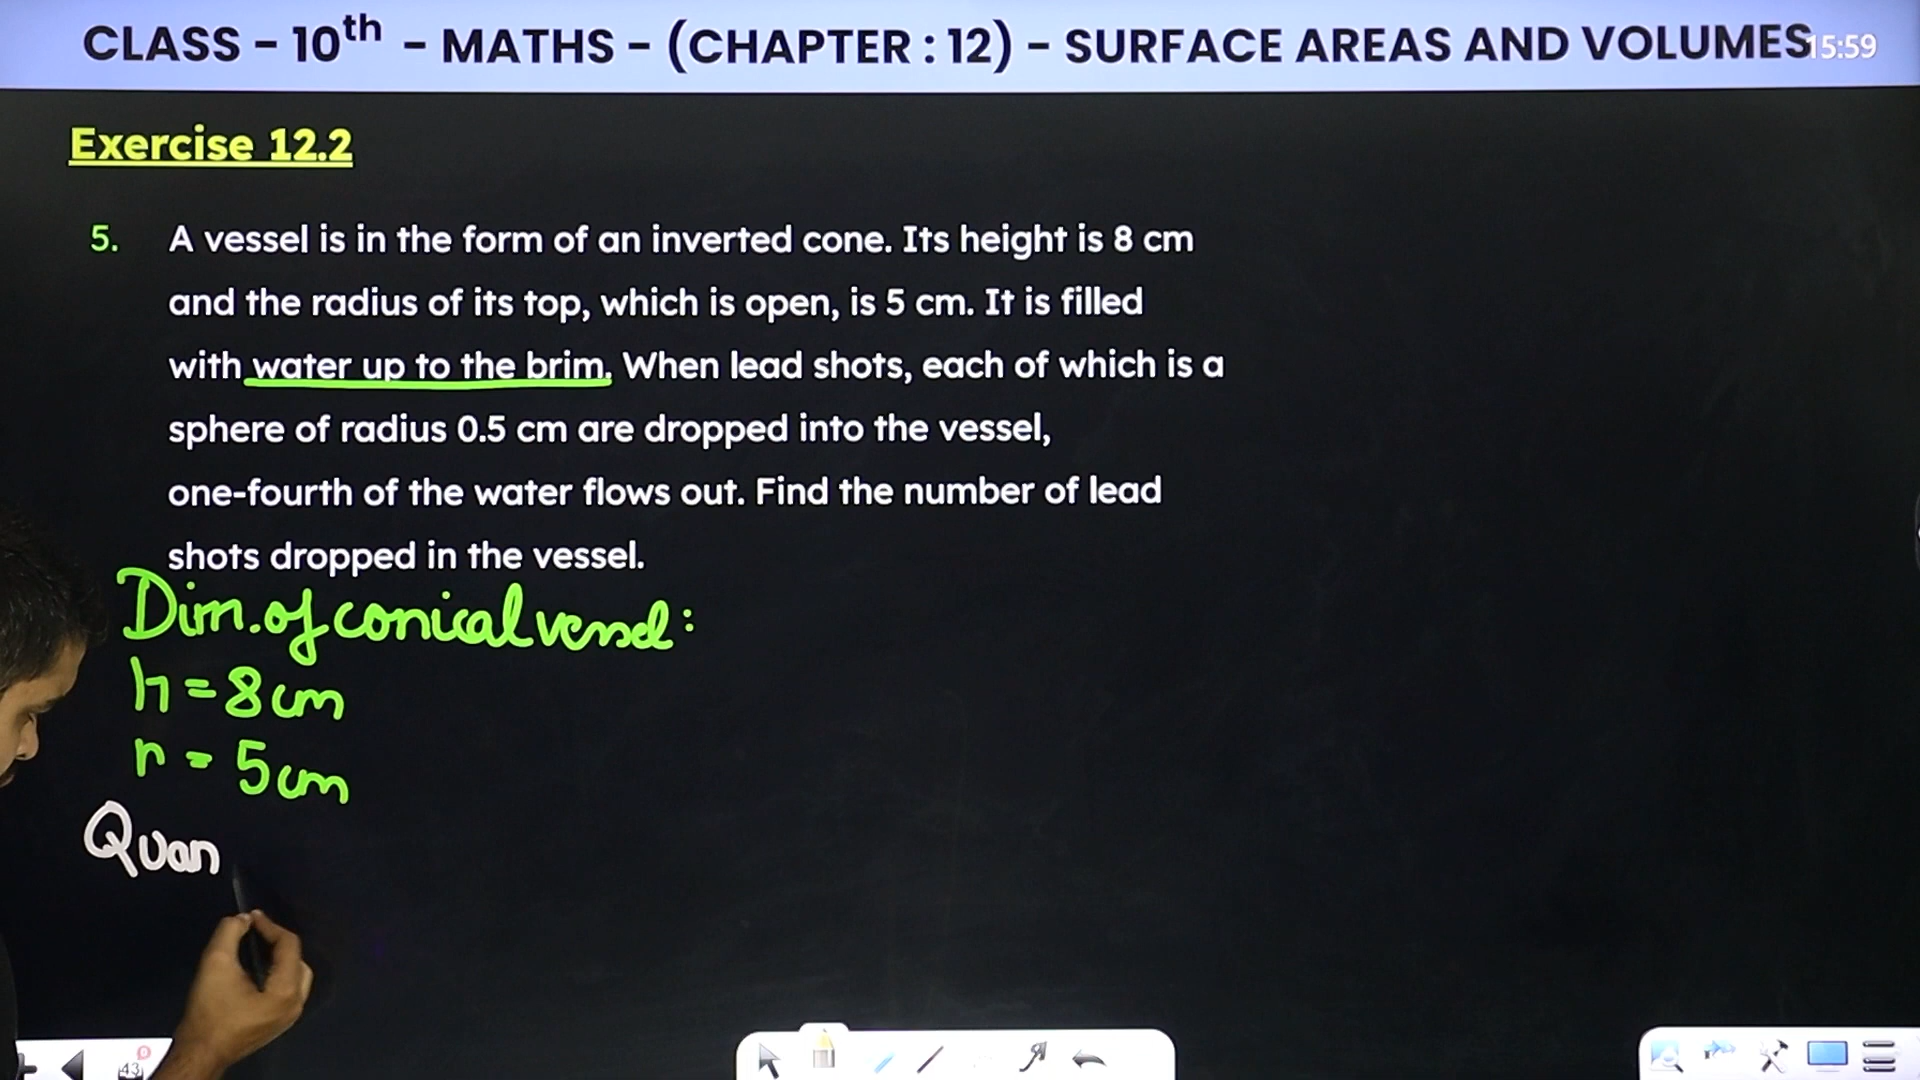 CLASS – 10th – MATHS – (CHAPTER : 12) – SURFACE AREAS AND VOLUMES
15:59
Exercise 12.2
5. A vessel is in the form of an inverted cone. Its height is 8 cm
and the radius of its top, which is open, is 5 cm. It is filled
with water up to the brim. When lead shots, each of which is a
sphere of radius 0.5 cm are dropped into the vessel,
one-fourth of the water flows out. Find the number of lead
shots dropped in the vessel.
Dim. of conical vessel :
h = 8 cm
r = 5 cm
Quan
43